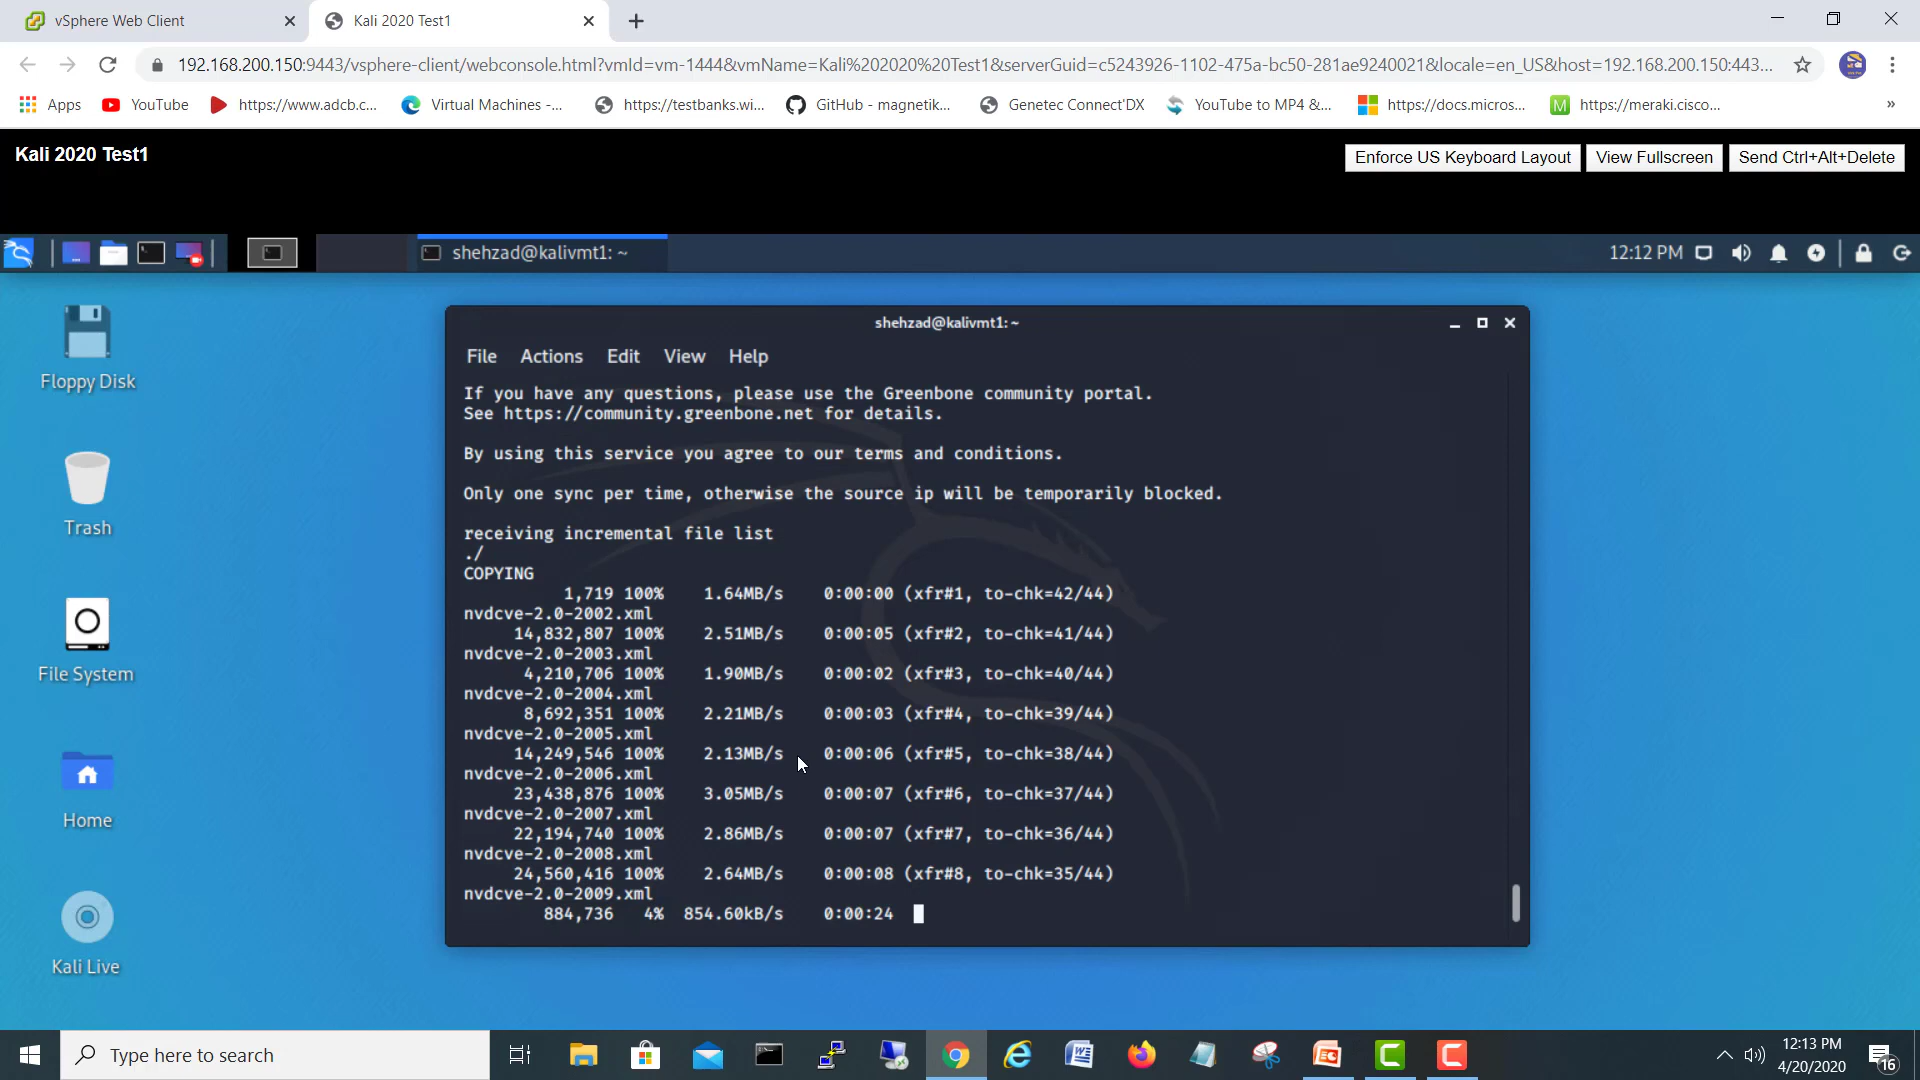 vSphere Web Client
Kali 2020 Test1
192.168.200.150:9443/vsphere-client/webconsole.html?vmId=vm-1444&vmName=Kali%202020%20Test1&serverGuid=c5243926-1102-475a-bc50-281ae9240021&locale=en_US&host=192.168.200.150:443...
Apps YouTube https://www.adcb.c... Virtual Machines -... https://testbanks.wi... GitHub - magnetik... Genetec Connect'DX YouTube to MP4 &... https://docs.micros... https://meraki.cisco... »
Kali 2020 Test1
Enforce US Keyboard Layout View Fullscreen Send Ctrl+Alt+Delete
shehzad@kalivmt1: ~
12:12 PM
Floppy Disk
Trash
File System
Home
Kali Live
shehzad@kalivmt1: ~
File Actions Edit View Help
If you have any questions, please use the Greenbone community portal.
See https://community.greenbone.net for details.
By using this service you agree to our terms and conditions.
Only one sync per time, otherwise the source ip will be temporarily blocked.
receiving incremental file list
./
COPYING
1,719 100% 1.64MB/s 0:00:00 (xfr#1, to-chk=42/44)
nvdcve-2.0-2002.xml
14,832,807 100% 2.51MB/s 0:00:05 (xfr#2, to-chk=41/44)
nvdcve-2.0-2003.xml
4,210,706 100% 1.90MB/s 0:00:02 (xfr#3, to-chk=40/44)
nvdcve-2.0-2004.xml
8,692,351 100% 2.21MB/s 0:00:03 (xfr#4, to-chk=39/44)
nvdcve-2.0-2005.xml
14,249,546 100% 2.13MB/s 0:00:06 (xfr#5, to-chk=38/44)
nvdcve-2.0-2006.xml
23,438,876 100% 3.05MB/s 0:00:07 (xfr#6, to-chk=37/44)
nvdcve-2.0-2007.xml
22,194,740 100% 2.86MB/s 0:00:07 (xfr#7, to-chk=36/44)
nvdcve-2.0-2008.xml
24,560,416 100% 2.64MB/s 0:00:08 (xfr#8, to-chk=35/44)
nvdcve-2.0-2009.xml
884,736 4% 854.60kB/s 0:00:24
Type here to search
12:13 PM
4/20/2020
16